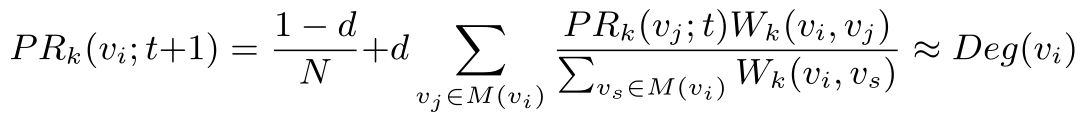 PR_k(v_i; t+1) = \frac{1-d}{N} + d \sum_{v_j \in M(v_i)} \frac{PR_k(v_j; t) W_k(v_i, v_j)}{\sum_{v_s \in M(v_i)} W_k(v_i, v_s)} \approx Deg(v_i)